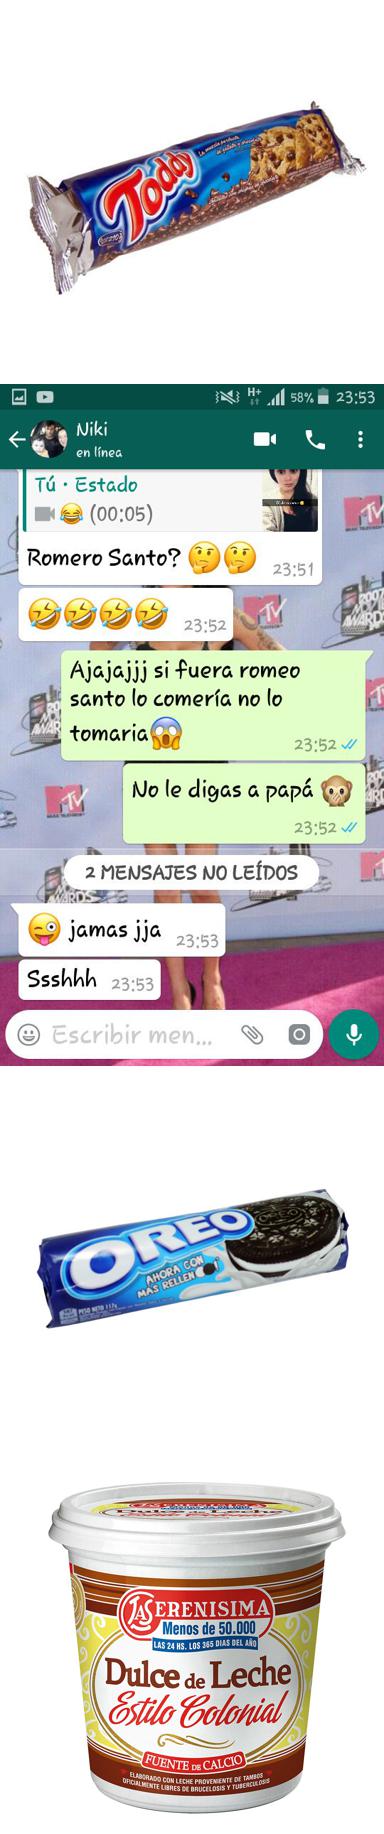 Toddy
58% 23:53
Niki
en línea
Tú · Estado
😂 (00:05)
Romero Santo? 🤔🤔
23:51
🤣🤣🤣🤣 23:52
Ajajajjj si fuera romeo
santo lo comería no lo
tomaria😱
23:52
No le digas a papá 🙊
23:52
2 MENSAJES NO LEÍDOS
😜 jamas jja 23:53
Ssshhh 23:53
Escribir men...
OREO
AHORA CON
MÁS RELLENO
PESO NETO 117g
LA SERENISIMA
Menos de 50.000
LAS 24 HS. LOS 365 DIAS DEL AÑO
Dulce de Leche
Estilo Colonial
FUENTE DE CALCIO
ELABORADO CON LECHE PROVENIENTE DE TAMBOS
OFICIALMENTE LIBRES DE BRUCELOSIS Y TUBERCULOSIS